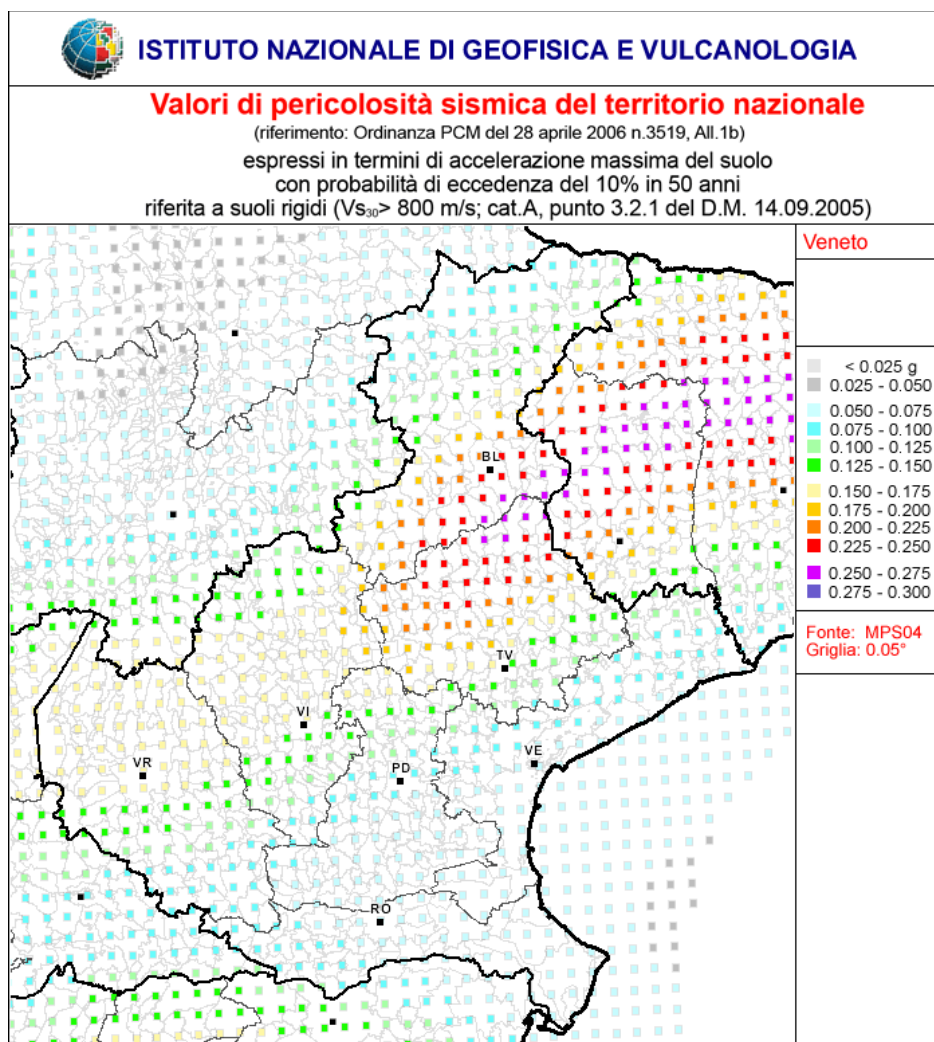 ISTITUTO NAZIONALE DI GEOFISICA E VULCANOLOGIA
Valori di pericolosità sismica del territorio nazionale
(riferimento: Ordinanza PCM del 28 aprile 2006 n.3519, All.1b)
espressi in termini di accelerazione massima del suolo
con probabilità di eccedenza del 10% in 50 anni
riferita a suoli rigidi (Vs₃₀> 800 m/s; cat.A, punto 3.2.1 del D.M. 14.09.2005)
Veneto
< 0.025 g
0.025 - 0.050
0.050 - 0.075
0.075 - 0.100
0.100 - 0.125
0.125 - 0.150
0.150 - 0.175
0.175 - 0.200
0.200 - 0.225
0.225 - 0.250
0.250 - 0.275
0.275 - 0.300
Fonte: MPS04
Griglia: 0.05°
BL
TV
VI
VE
VR
PD
RO